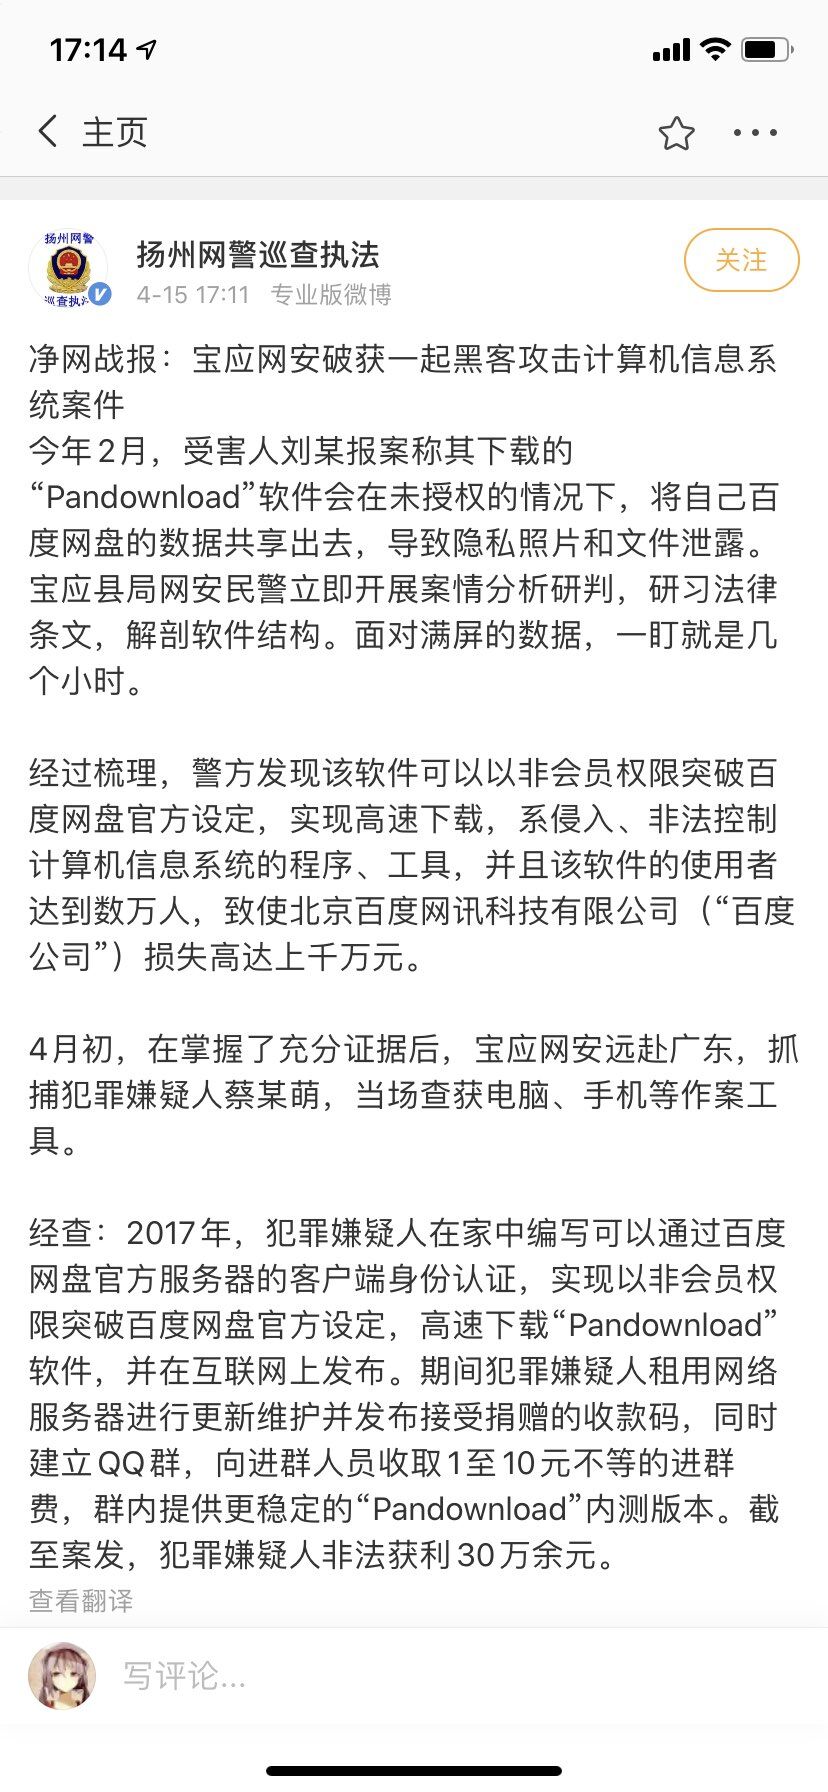 17:14
主页
扬州网警
巡查执法
扬州网警巡查执法
关注
4-15 17:11 专业版微博
净网战报：宝应网安破获一起黑客攻击计算机信息系
统案件
今年2月，受害人刘某报案称其下载的
“Pandownload”软件会在未授权的情况下，将自己百
度网盘的数据共享出去，导致隐私照片和文件泄露。
宝应县局网安民警立即开展案情分析研判，研习法律
条文，解剖软件结构。面对满屏的数据，一盯就是几
个小时。
经过梳理，警方发现该软件可以以非会员权限突破百
度网盘官方设定，实现高速下载，系侵入、非法控制
计算机信息系统的程序、工具，并且该软件的使用者
达到数万人，致使北京百度网讯科技有限公司（“百度
公司”）损失高达上千万元。
4月初，在掌握了充分证据后，宝应网安远赴广东，抓
捕犯罪嫌疑人蔡某萌，当场查获电脑、手机等作案工
具。
经查：2017年，犯罪嫌疑人在家中编写可以通过百度
网盘官方服务器的客户端身份认证，实现以非会员权
限突破百度网盘官方设定，高速下载“Pandownload”
软件，并在互联网上发布。期间犯罪嫌疑人租用网络
服务器进行更新维护并发布接受捐赠的收款码，同时
建立QQ群，向进群人员收取1至10元不等的进群
费，群内提供更稳定的“Pandownload”内测版本。截
至案发，犯罪嫌疑人非法获利30万余元。
查看翻译
写评论...